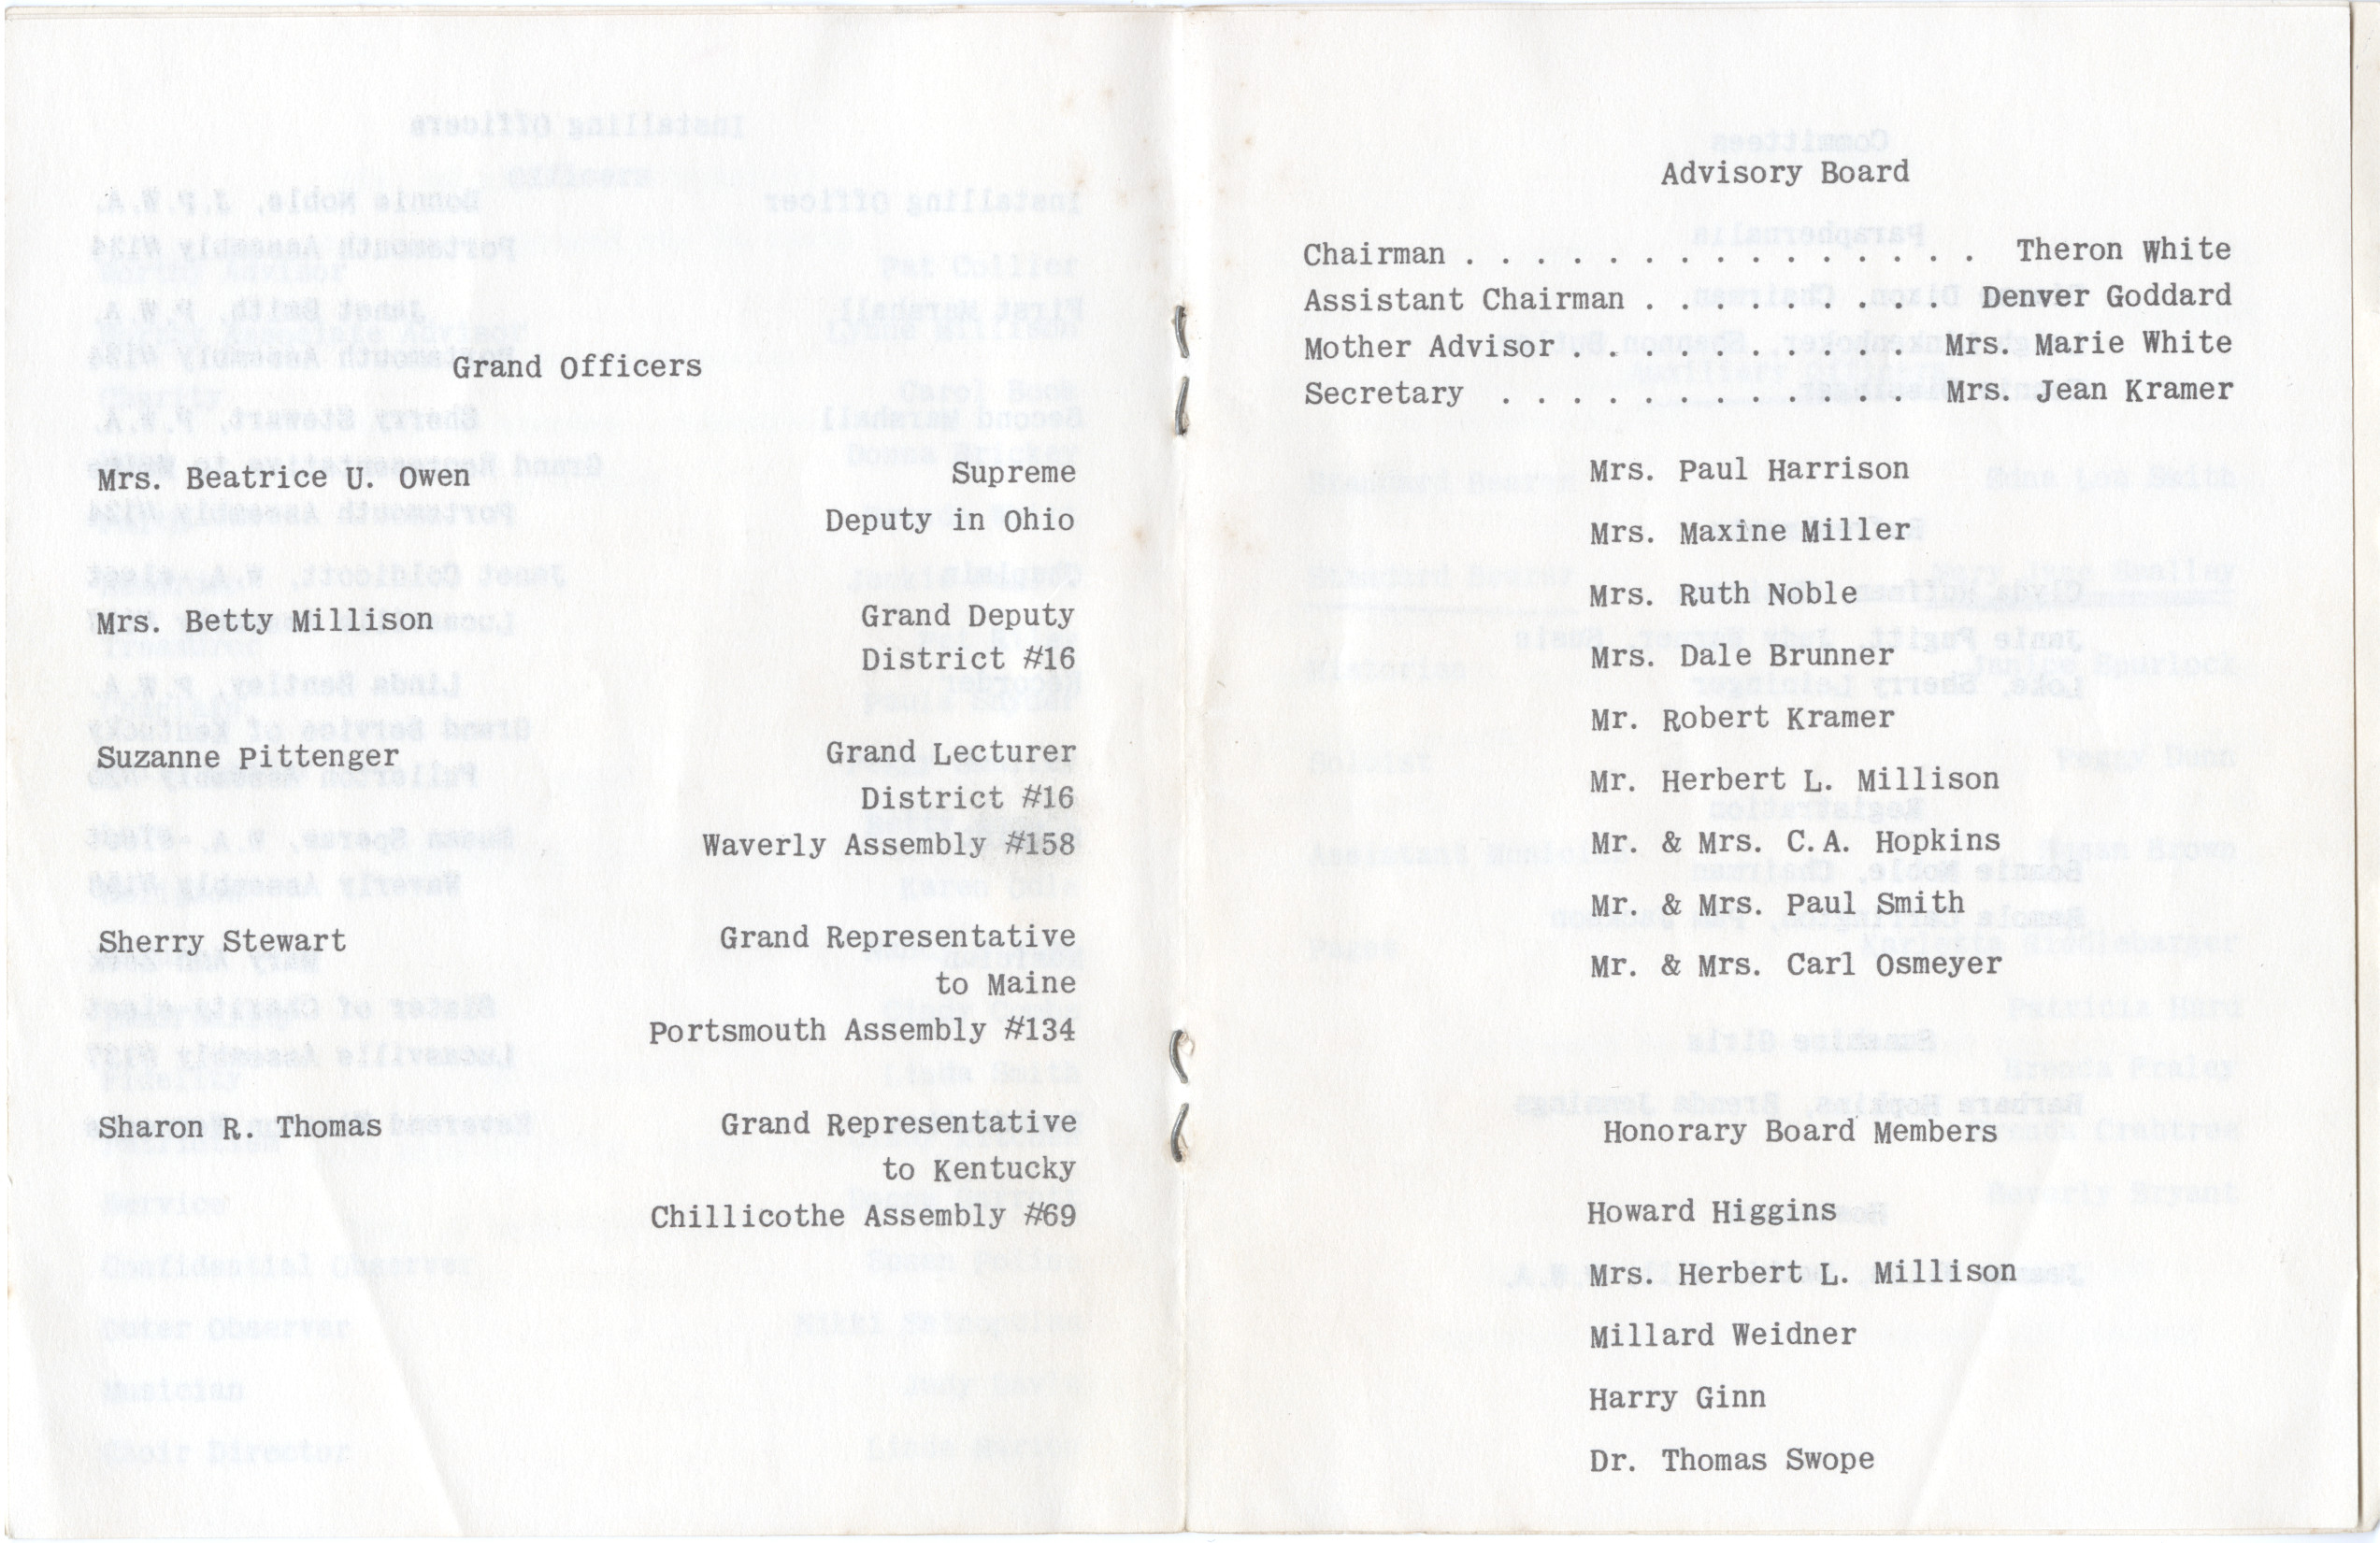 Grand Officers
Mrs. Beatrice U. Owen Supreme
Deputy in Ohio
Mrs. Betty Millison Grand Deputy
District #16
Suzanne Pittenger Grand Lecturer
District #16
Waverly Assembly #158
Sherry Stewart Grand Representative
to Maine
Portsmouth Assembly #134
Sharon R. Thomas Grand Representative
to Kentucky
Chillicothe Assembly #69
Advisory Board
Chairman . . . . . . . . . . . . . . . Theron White
Assistant Chairman . . . . . . . . . Denver Goddard
Mother Advisor . . . . . . . . . . Mrs. Marie White
Secretary . . . . . . . . . . . . Mrs. Jean Kramer
Mrs. Paul Harrison
Mrs. Maxine Miller
Mrs. Ruth Noble
Mrs. Dale Brunner
Mr. Robert Kramer
Mr. Herbert L. Millison
Mr. & Mrs. C.A. Hopkins
Mr. & Mrs. Paul Smith
Mr. & Mrs. Carl Osmeyer
Honorary Board Members
Howard Higgins
Mrs. Herbert L. Millison
Millard Weidner
Harry Ginn
Dr. Thomas Swope